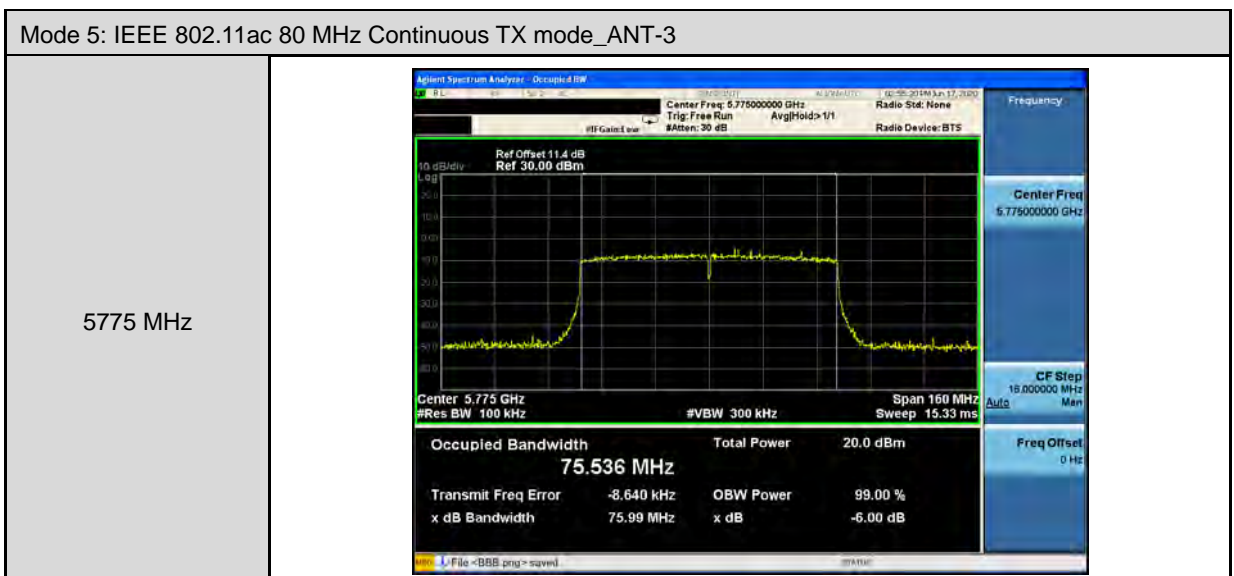 Mode 5: IEEE 802.11ac 80 MHz Continuous TX mode_ANT-3
5775 MHz
Agilent Spectrum Analyzer - Occupied BW
Center Freq: 5.775000000 GHz
Radio Std: None
Frequency
Trig: Free Run Avg|Hold:>1/1
#IFGain:Low #Atten: 30 dB Radio Device: BTS
Ref Offset 11.4 dB
10 dB/div Ref 30.00 dBm
Log
Center Freq
5.775000000 GHz
Center 5.775 GHz Span 160 MHz
#Res BW 100 kHz #VBW 300 kHz Sweep 15.33 ms
CF Step
16.000000 MHz
Auto Man
Occupied Bandwidth Total Power 20.0 dBm
75.536 MHz
Freq Offset
0 Hz
Transmit Freq Error -8.640 kHz OBW Power 99.00 %
x dB Bandwidth 75.99 MHz x dB -6.00 dB
MSG File <BBB.png> saved STATUS